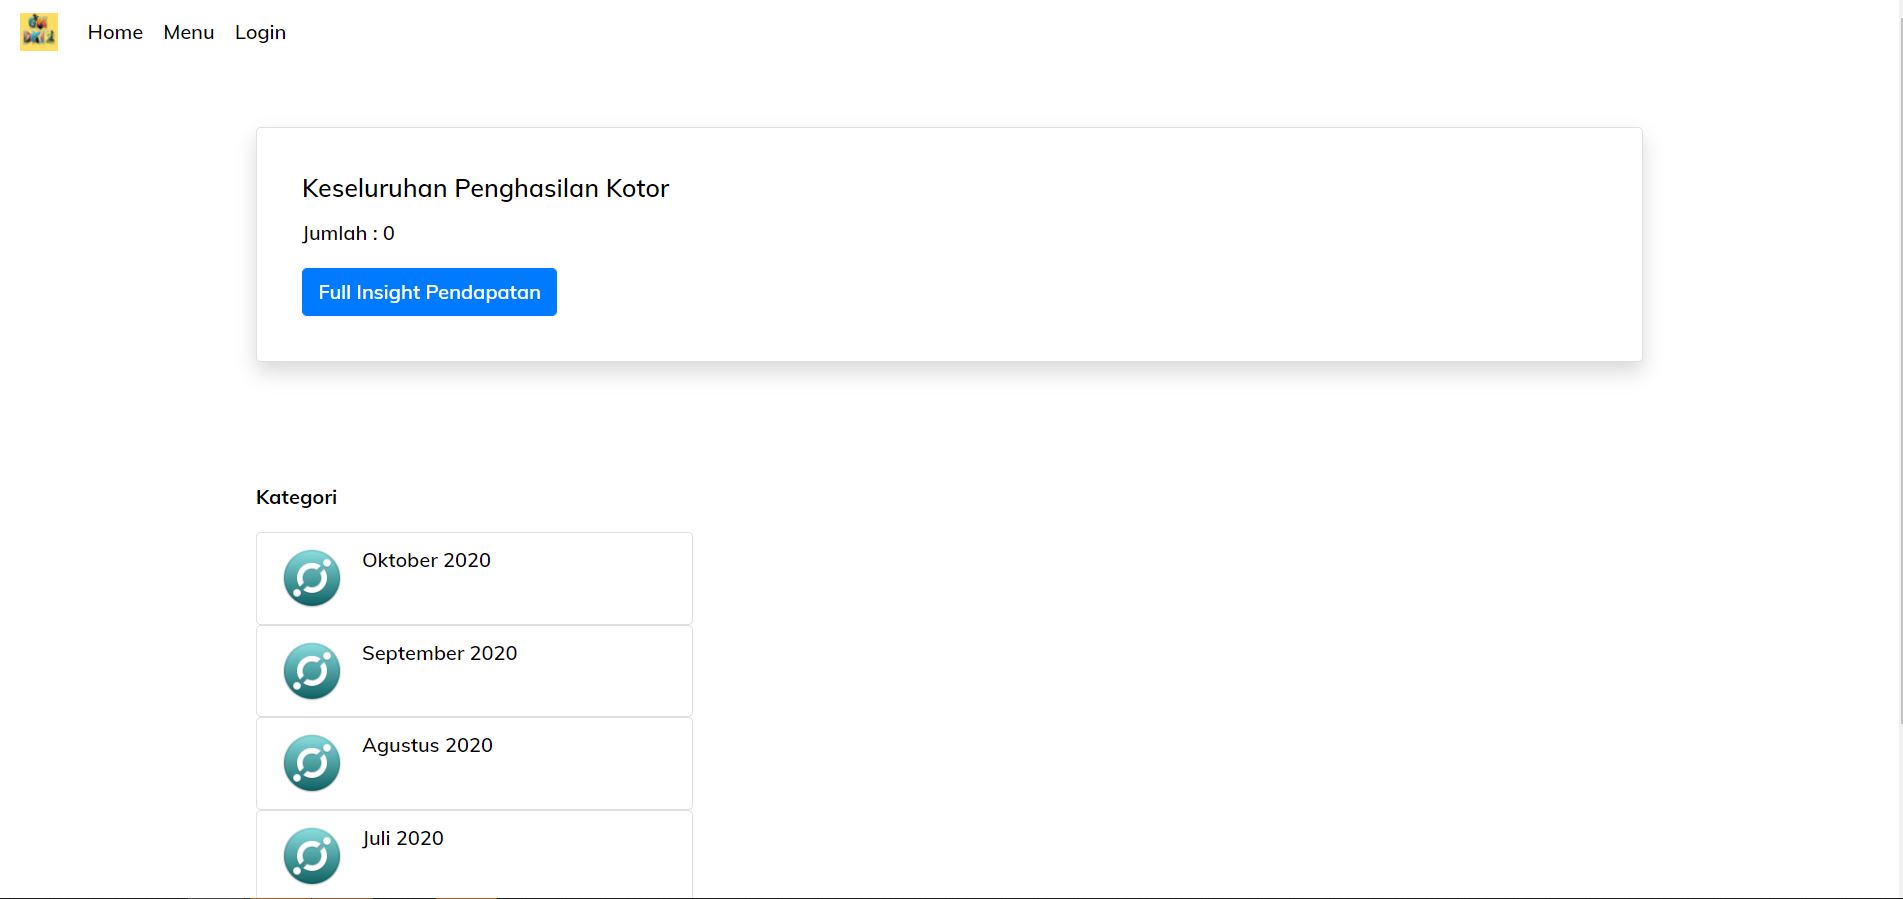 Home Menu Login
Keseluruhan Penghasilan Kotor
Jumlah : 0
Full Insight Pendapatan
Kategori
Oktober 2020
September 2020
Agustus 2020
Juli 2020